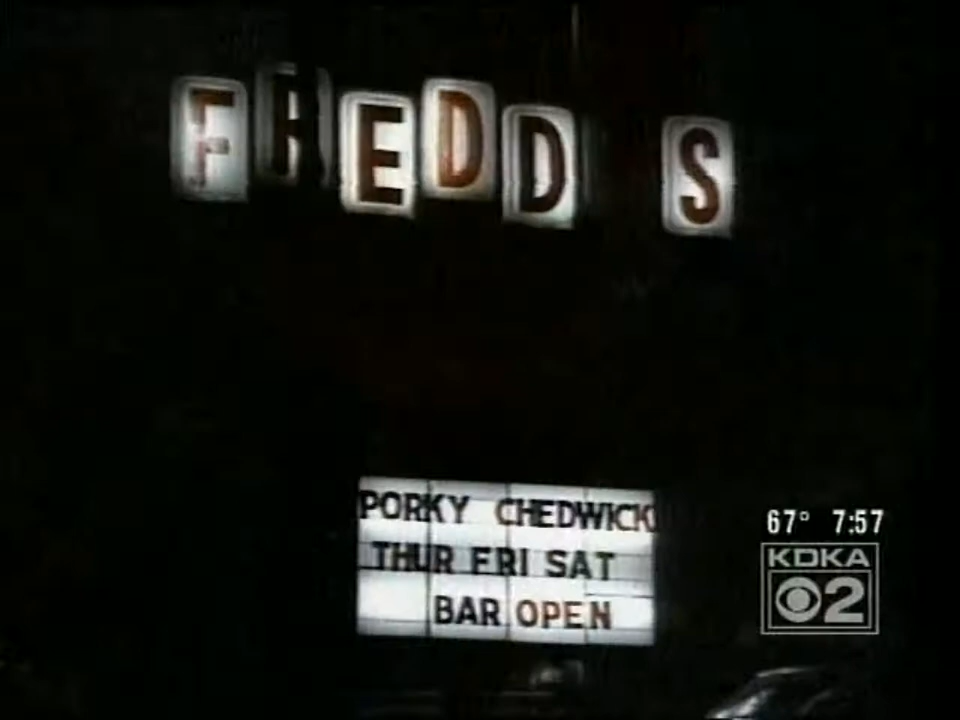 FREDD S
PORKY CHEDWICK
THUR FRI SAT
BAR OPEN
67° 7:57
KDKA
2